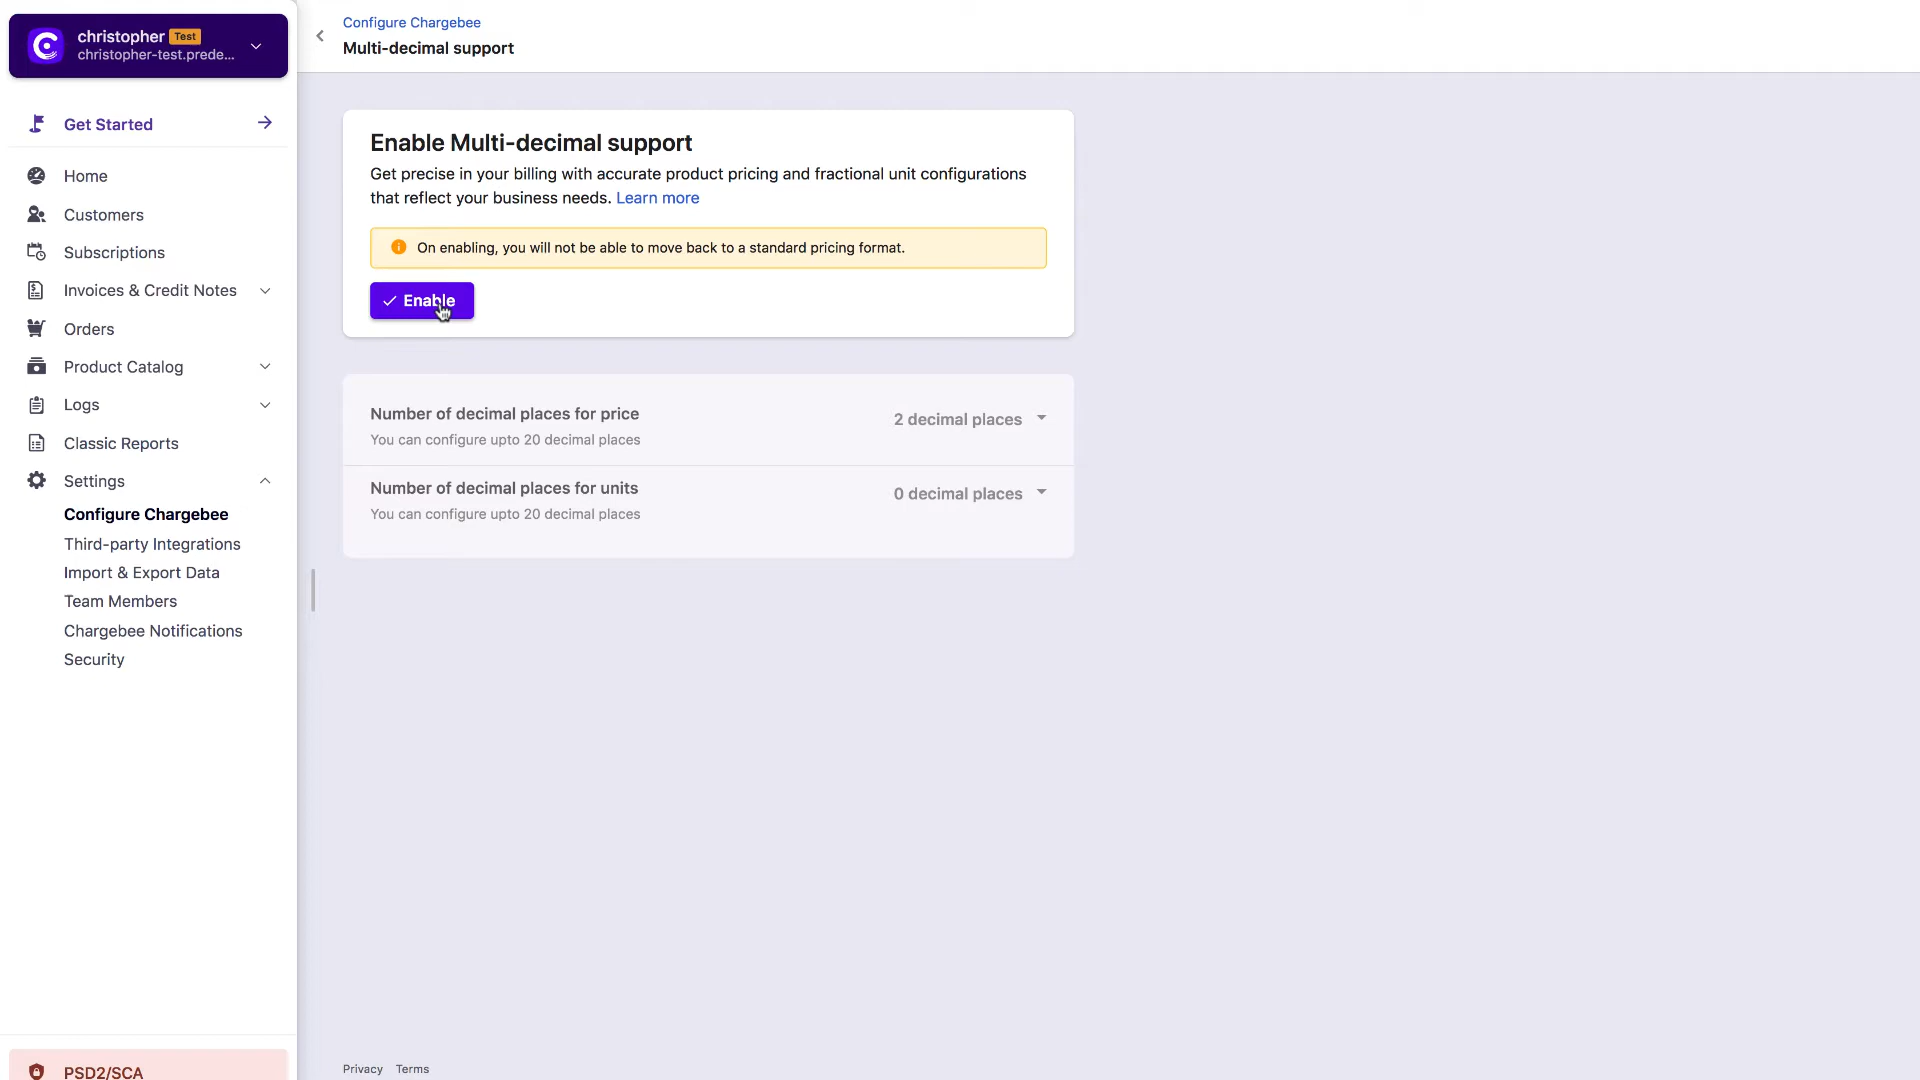 christopher Test
christopher-test.prede...
Get Started
Home
Customers
Subscriptions
Invoices & Credit Notes
Orders
Product Catalog
Logs
Classic Reports
Settings
Configure Chargebee
Third-party Integrations
Import & Export Data
Team Members
Chargebee Notifications
Security
PSD2/SCA
Configure Chargebee
Multi-decimal support
Enable Multi-decimal support
Get precise in your billing with accurate product pricing and fractional unit configurations
that reflect your business needs. Learn more
On enabling, you will not be able to move back to a standard pricing format.
Enable
Number of decimal places for price
2 decimal places
You can configure upto 20 decimal places
Number of decimal places for units
0 decimal places
You can configure upto 20 decimal places
Privacy Terms